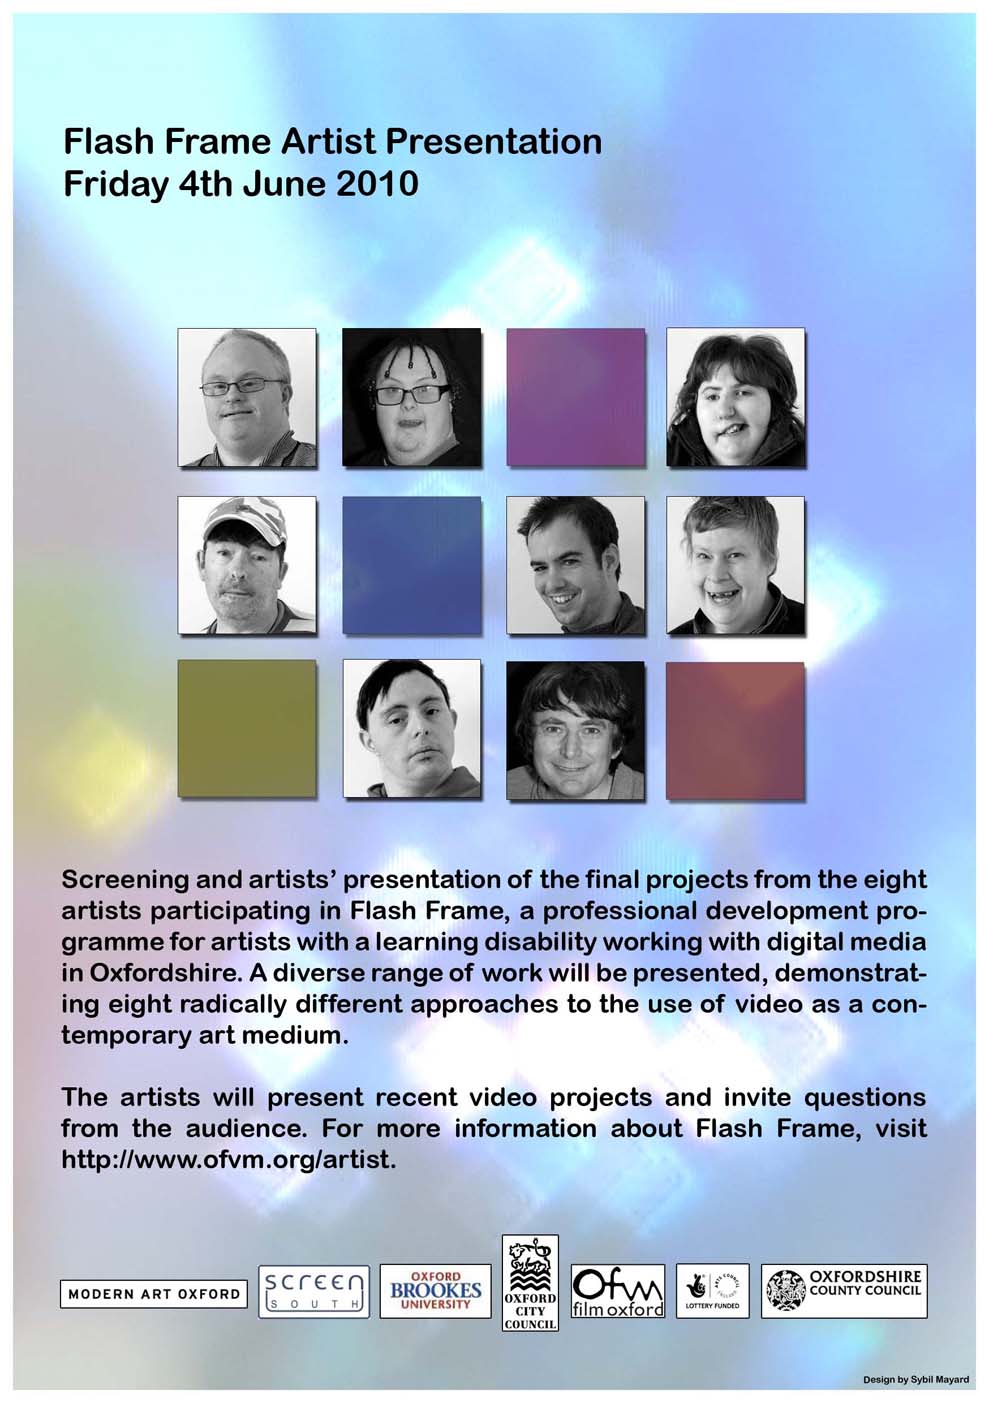 Flash Frame Artist Presentation
Friday 4th June 2010
Screening and artists’ presentation of the final projects from the eight
artists participating in Flash Frame, a professional development pro-
gramme for artists with a learning disability working with digital media
in Oxfordshire. A diverse range of work will be presented, demonstrat-
ing eight radically different approaches to the use of video as a con-
temporary art medium.
The artists will present recent video projects and invite questions
from the audience. For more information about Flash Frame, visit
http://www.ofvm.org/artist.
MODERN ART OXFORD
screen
SOUTH
OXFORD
BROOKES
UNIVERSITY
OXFORD
CITY
COUNCIL
Ofvm
film oxford
ARTS COUNCIL
ENGLAND
LOTTERY FUNDED
OXFORDSHIRE
COUNTY COUNCIL
Design by Sybil Mayard